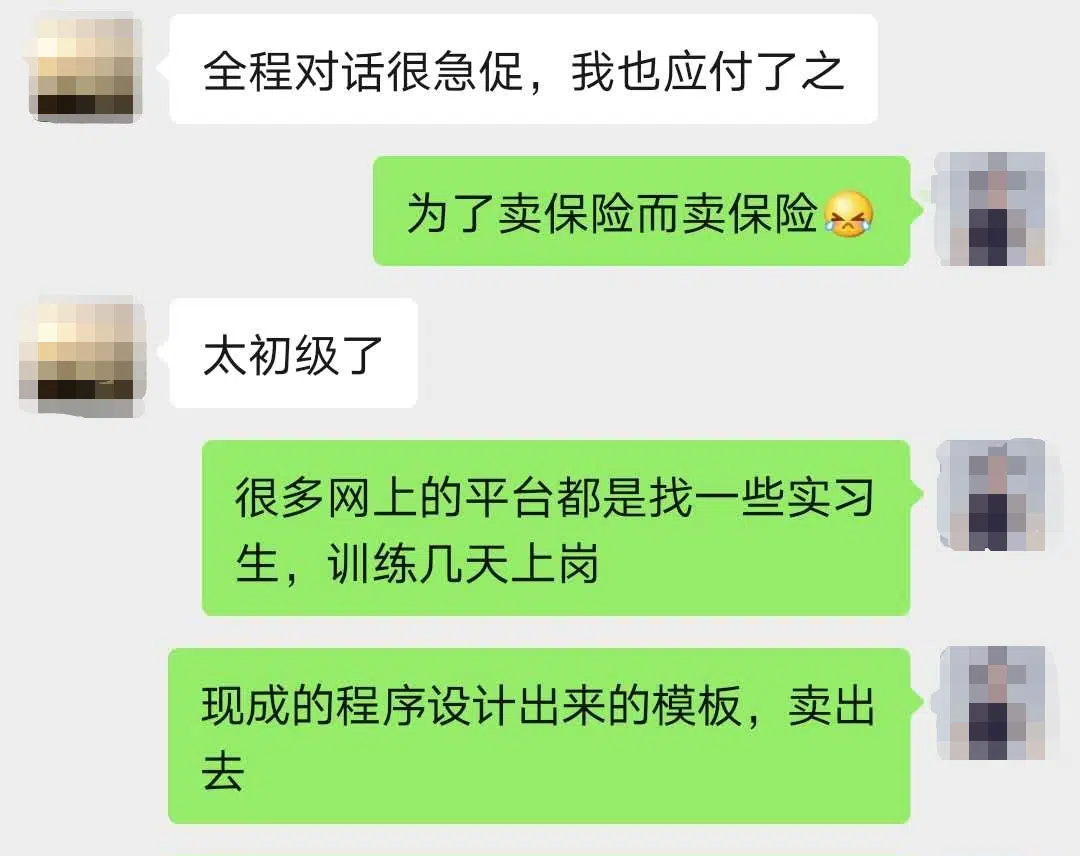 全程对话很急促，我也应付了之
为了卖保险而卖保险😹
太初级了
很多网上的平台都是找一些实习
生，训练几天上岗
现成的程序设计出来的模板，卖出
去